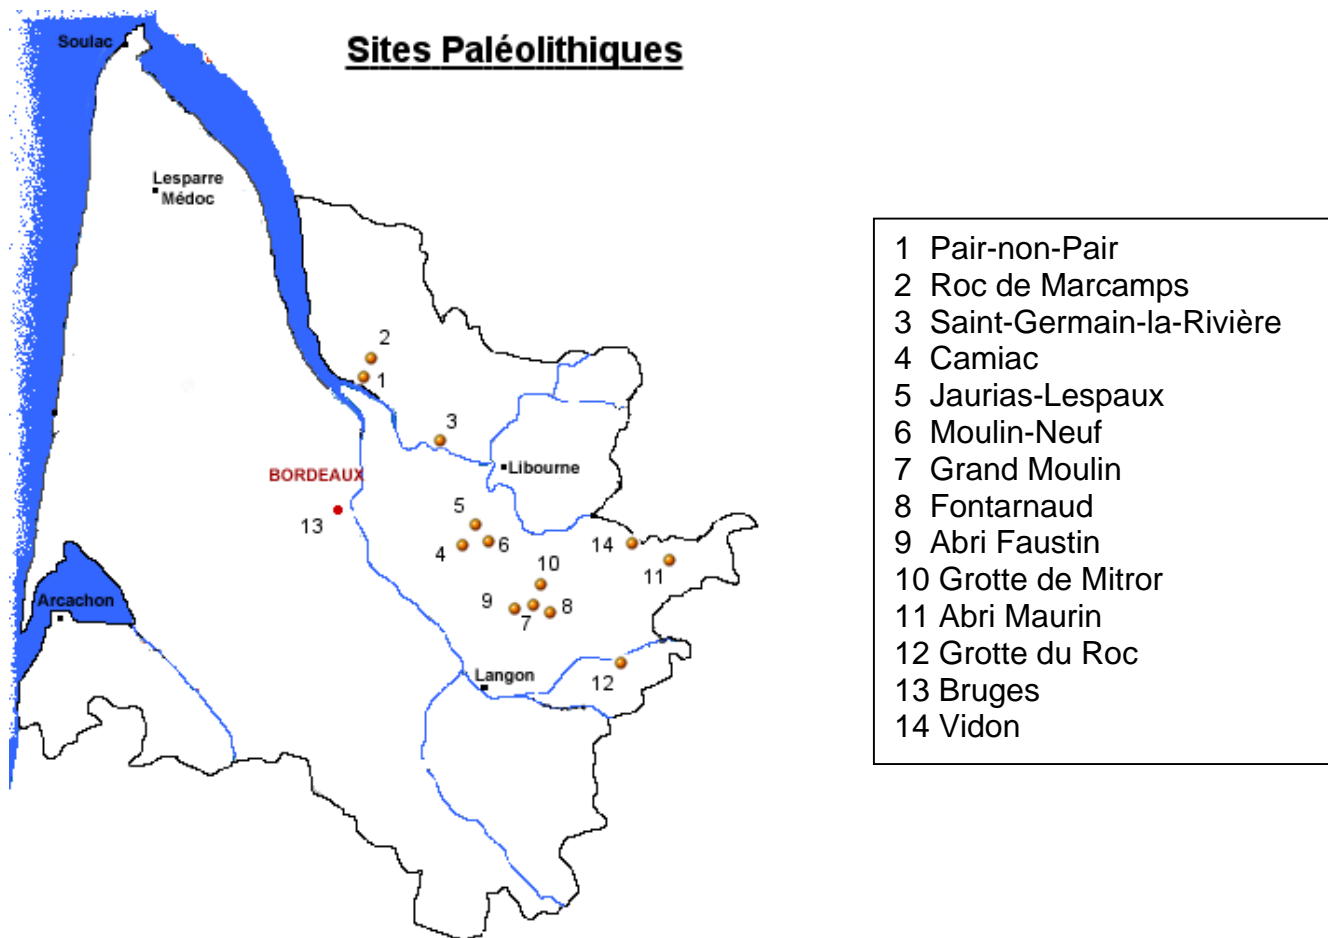 Sites Paléolithiques
Soulac
Lesparre
Médoc
2
1
3
Libourne
BORDEAUX
13
5
4
6
14
11
10
9
7
8
Arcachon
Langon
12
1 Pair-non-Pair
2 Roc de Marcamps
3 Saint-Germain-la-Rivière
4 Camiac
5 Jaurias-Lespaux
6 Moulin-Neuf
7 Grand Moulin
8 Fontarnaud
9 Abri Faustin
10 Grotte de Mitror
11 Abri Maurin
12 Grotte du Roc
13 Bruges
14 Vidon